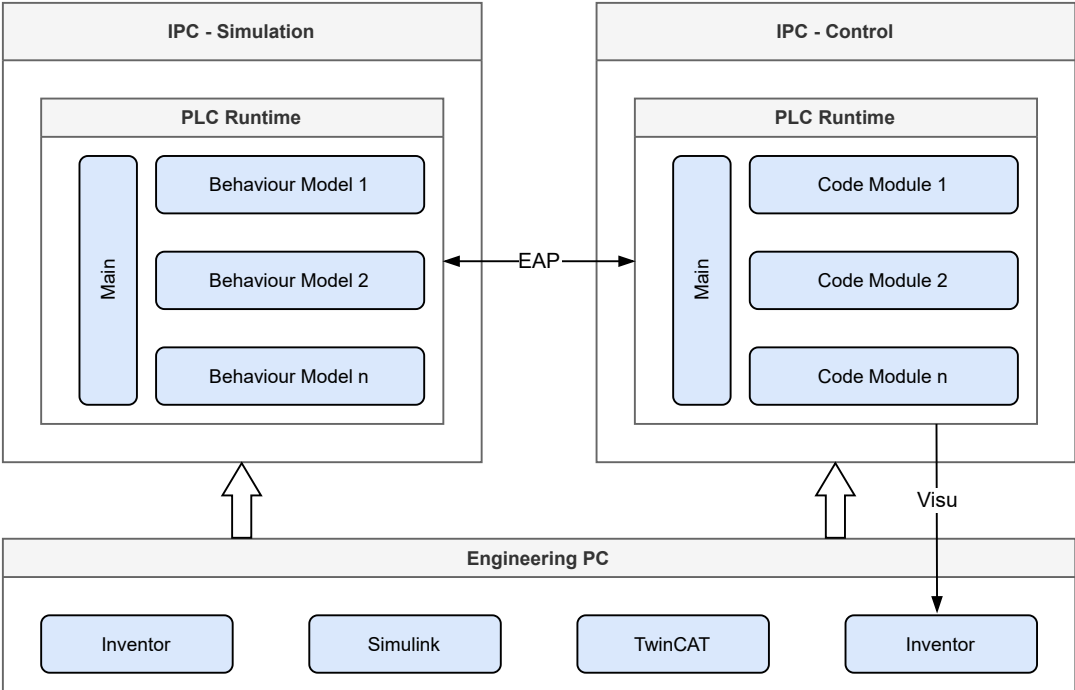 IPC - Simulation
PLC Runtime
Main
Behaviour Model 1
Behaviour Model 2
Behaviour Model n
EAP
IPC - Control
PLC Runtime
Main
Code Module 1
Code Module 2
Code Module n
Visu
Engineering PC
Inventor
Simulink
TwinCAT
Inventor